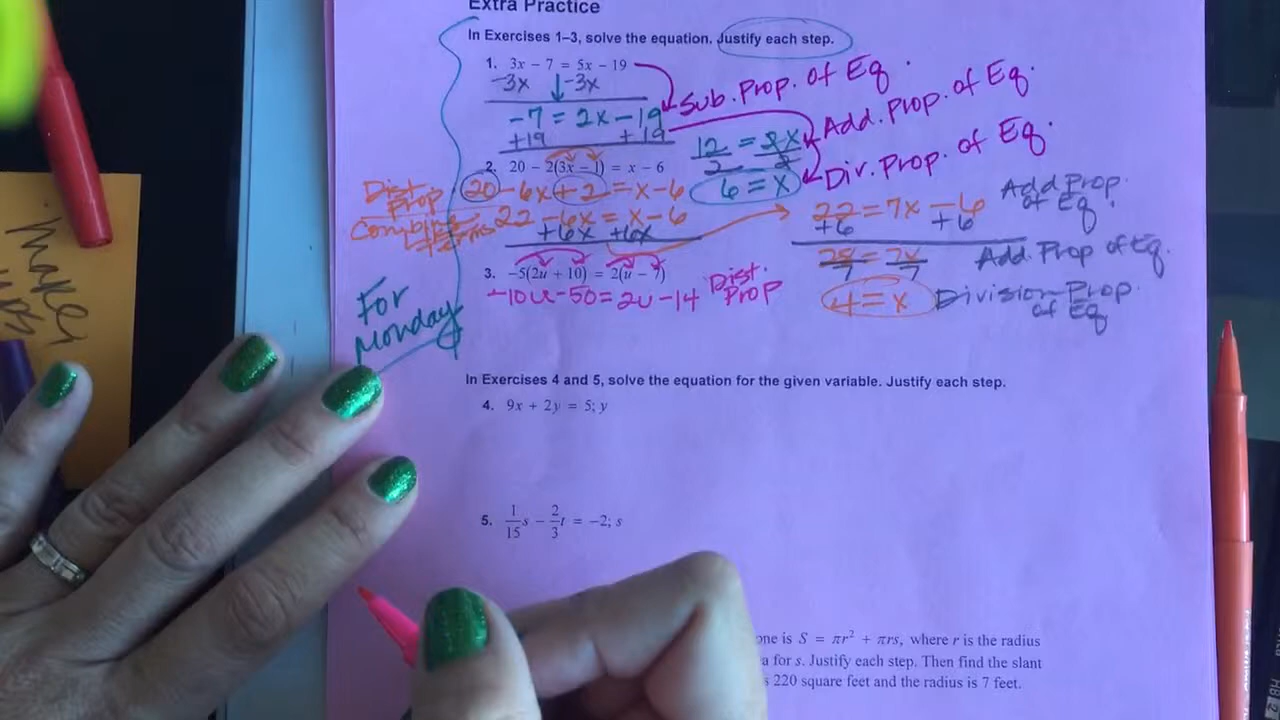 Extra Practice
In Exercises 1–3, solve the equation. Justify each step.
1. 3x − 7 = 5x − 19
-3x -3x
Sub. Prop. of Eq.
-7 = 2x - 19
+19 +19
12 = 2x
2 2
Add. Prop. of Eq.
6 = x
Div. Prop. of Eq.
2. 20 − 2(3x − 1) = x − 6
Dist. Prop
20 - 6x + 2 = x - 6
Combine
22 - 6x = x - 6
+6x +6x
22 = 7x - 6
+6 +6
Add Prop. of Eq.
28 = 7x
7 7
Add. Prop of Eq.
4 = x
Division Prop. of Eq
3. −5(2u + 10) = 2(u − 7)
-10u - 50 = 2u - 14
Dist. Prop
For Monday
In Exercises 4 and 5, solve the equation for the given variable. Justify each step.
4. 9x + 2y = 5; y
5. 1/15 s − 2/3 t = −2; s
one is S = πr² + πrs, where r is the radius
a for s. Justify each step. Then find the slant
s 220 square feet and the radius is 7 feet.